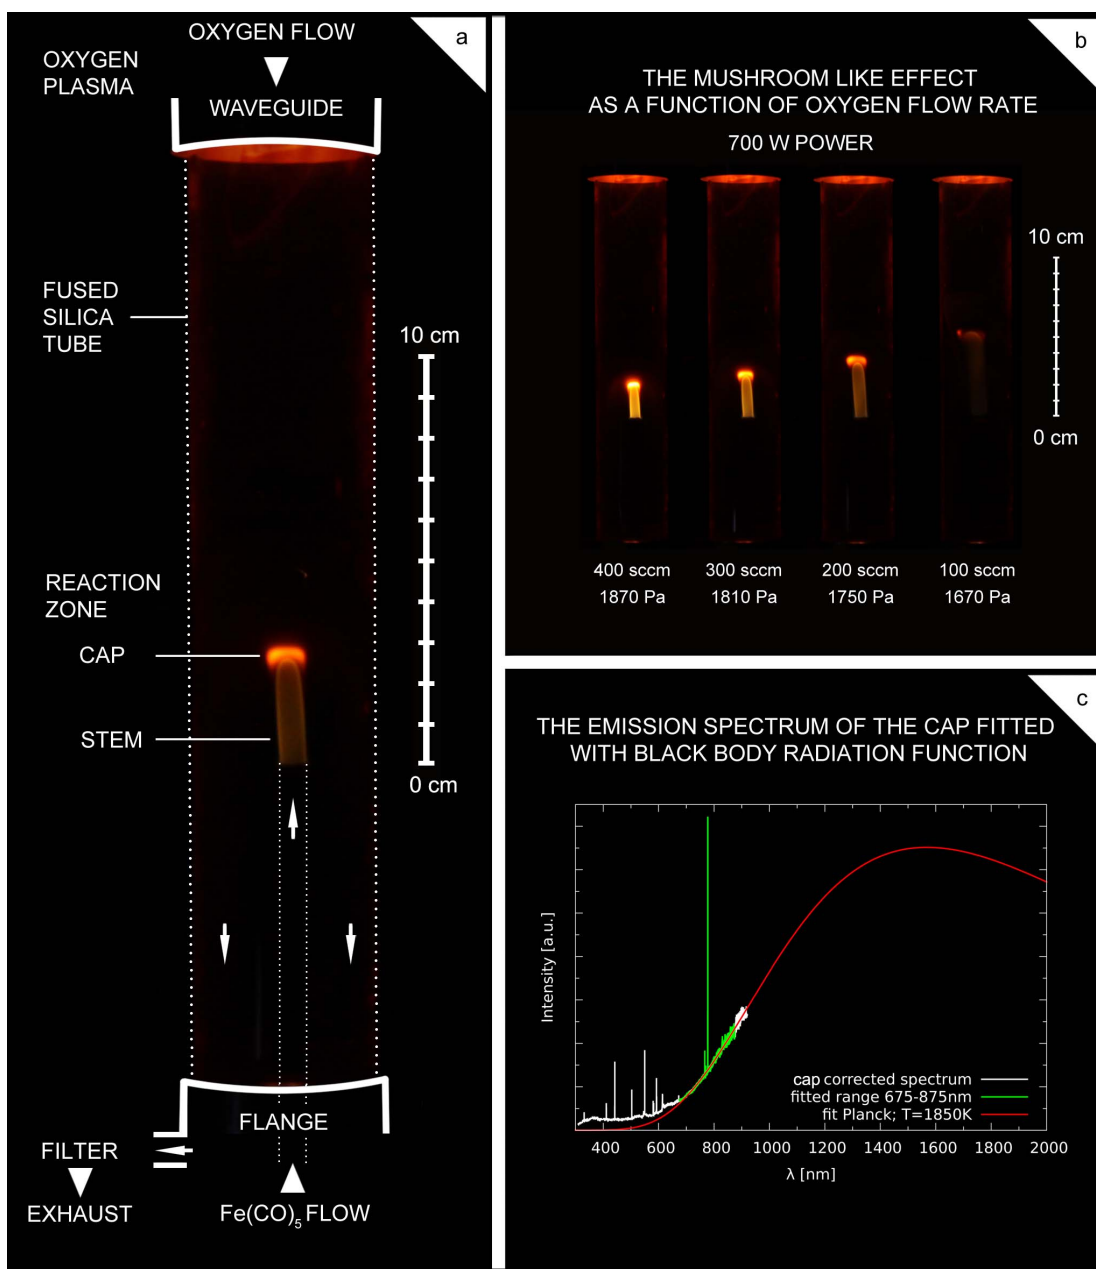 a
OXYGEN FLOW
OXYGEN
PLASMA
WAVEGUIDE
FUSED
SILICA
TUBE
10 cm
REACTION
ZONE
CAP
STEM
0 cm
FLANGE
FILTER
EXHAUST
Fe(CO)₅ FLOW
b
THE MUSHROOM LIKE EFFECT
AS A FUNCTION OF OXYGEN FLOW RATE
700 W POWER
10 cm
0 cm
400 sccm 300 sccm 200 sccm 100 sccm
1870 Pa 1810 Pa 1750 Pa 1670 Pa
c
THE EMISSION SPECTRUM OF THE CAP FITTED
WITH BLACK BODY RADIATION FUNCTION
Intensity [a.u.]
cap corrected spectrum
fitted range 675-875nm
fit Planck; T=1850K
400 600 800 1000 1200 1400 1600 1800 2000
λ [nm]